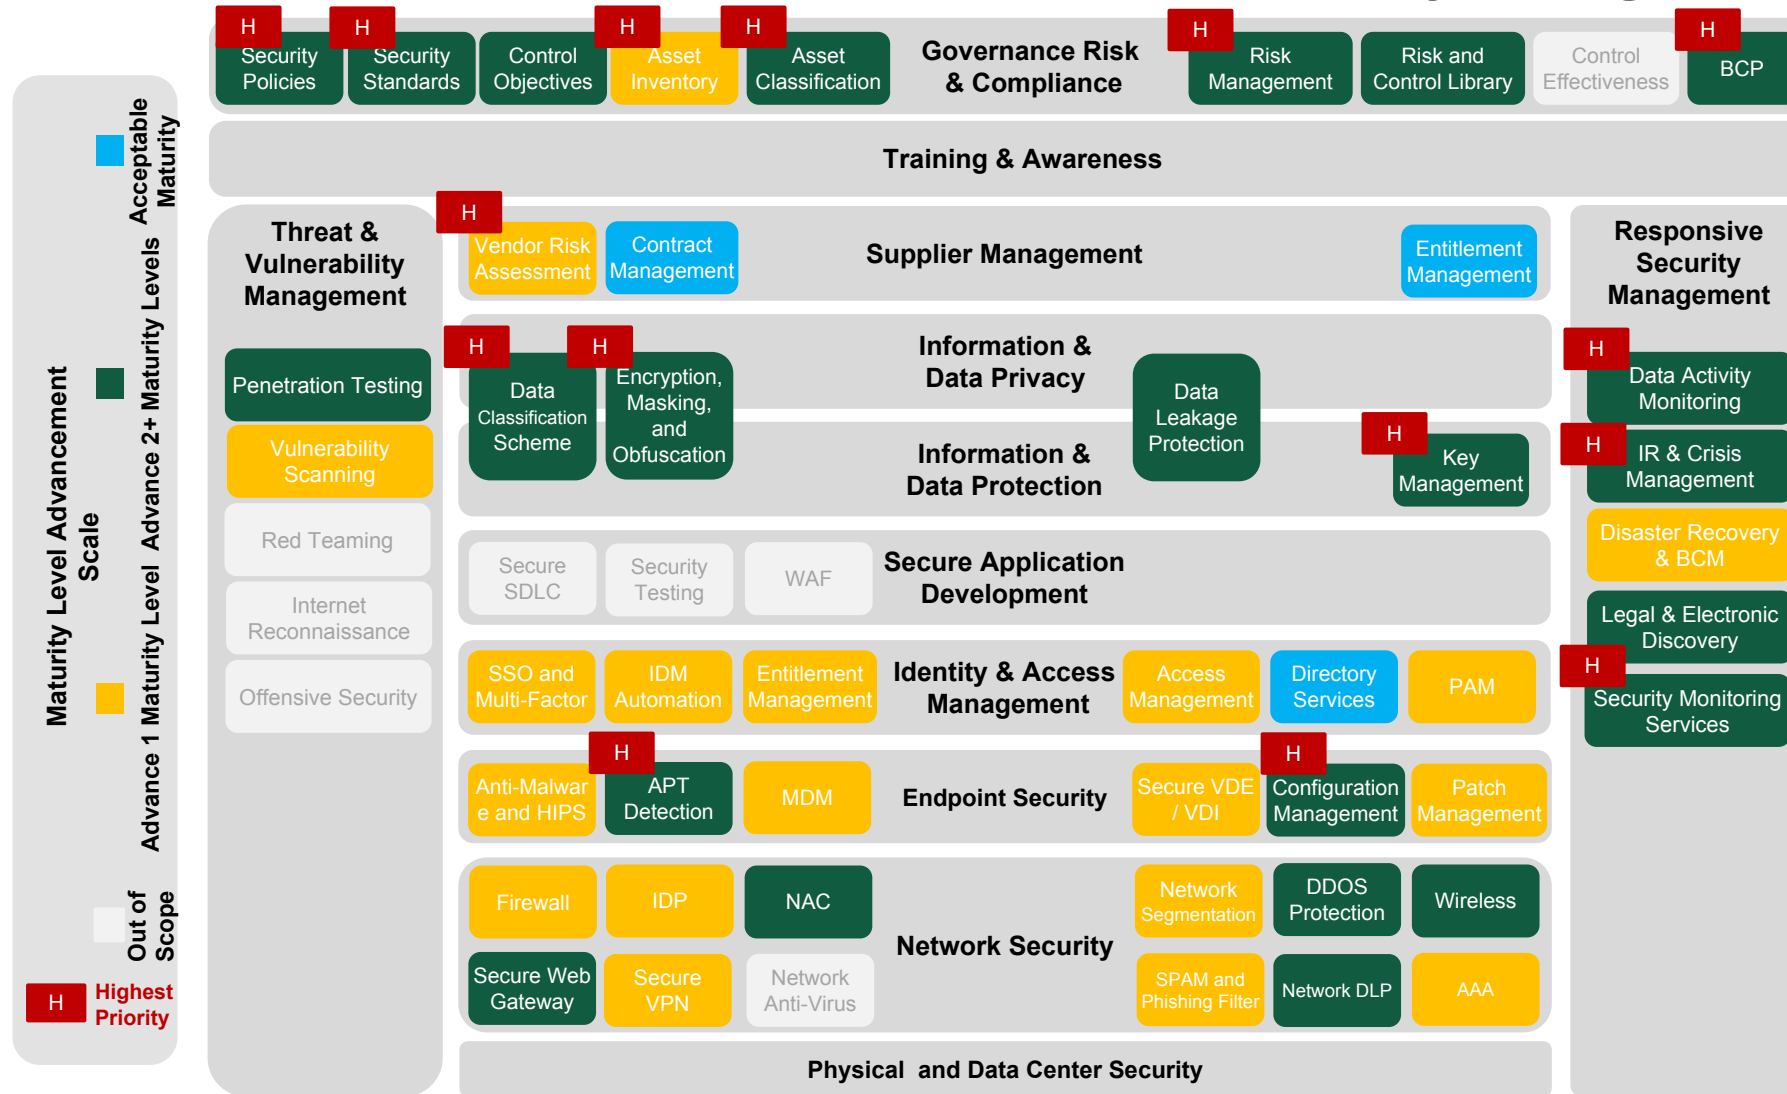 H
Security
Policies
H
Security
Standards
Control
Objectives
H
Asset
Inventory
H
Asset
Classification
Governance Risk
& Compliance
H
Risk
Management
Risk and
Control Library
Control
Effectiveness
H
BCP
Training & Awareness
Maturity Level Advancement
Scale
Acceptable
Maturity
Advance 2+ Maturity Levels
Advance 1 Maturity Level
Out of
Scope
H
Highest
Priority
Threat &
Vulnerability
Management
Penetration Testing
Vulnerability
Scanning
Red Teaming
Internet
Reconnaissance
Offensive Security
H
Vendor Risk
Assessment
Contract
Management
Supplier Management
Entitlement
Management
H
Data
Classification
Scheme
H
Encryption,
Masking,
and
Obfuscation
Information &
Data Privacy
Data
Leakage
Protection
Information &
Data Protection
H
Key
Management
Secure
SDLC
Security
Testing
WAF
Secure Application
Development
SSO and
Multi-Factor
IDM
Automation
Entitlement
Management
Identity & Access
Management
Access
Management
Directory
Services
PAM
Anti-Malwar
e and HIPS
H
APT
Detection
MDM
Endpoint Security
Secure VDE
/ VDI
H
Configuration
Management
Patch
Management
Firewall
IDP
NAC
Network Security
Network
Segmentation
DDOS
Protection
Wireless
Secure Web
Gateway
Secure
VPN
Network
Anti-Virus
SPAM and
Phishing Filter
Network DLP
AAA
Physical and Data Center Security
Responsive
Security
Management
H
Data Activity
Monitoring
H
IR & Crisis
Management
Disaster Recovery
& BCM
Legal & Electronic
Discovery
H
Security Monitoring
Services